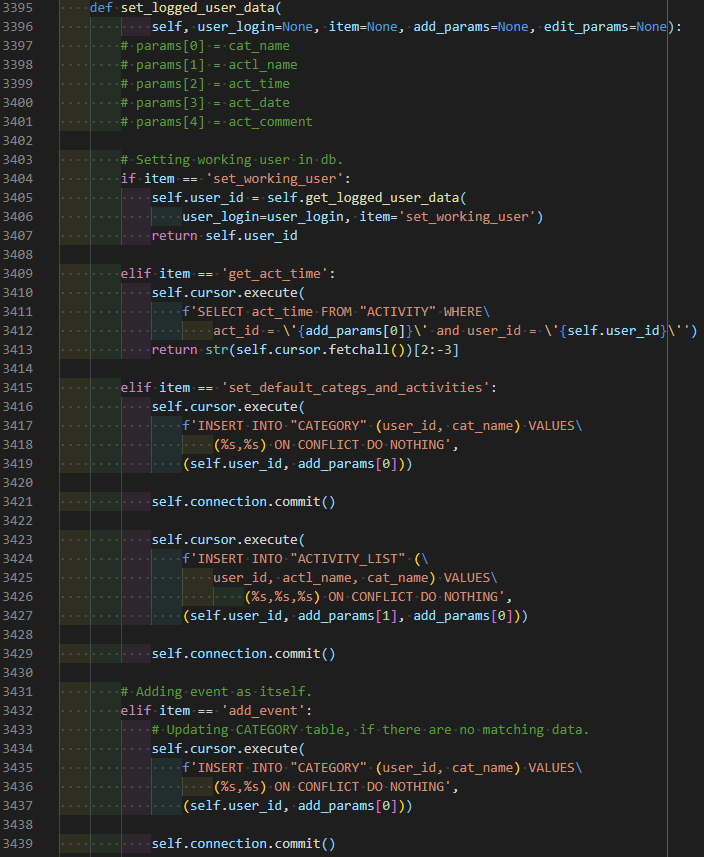 3395 def set_logged_user_data(
3396 self, user_login=None, item=None, add_params=None, edit_params=None):
3397 # params[0] = cat_name
3398 # params[1] = actl_name
3399 # params[2] = act_time
3400 # params[3] = act_date
3401 # params[4] = act_comment
3402
3403 # Setting working user in db.
3404 if item == 'set_working_user':
3405 self.user_id = self.get_logged_user_data(
3406 user_login=user_login, item='set_working_user')
3407 return self.user_id
3408
3409 elif item == 'get_act_time':
3410 self.cursor.execute(
3411 f'SELECT act_time FROM "ACTIVITY" WHERE\
3412 act_id = \'{add_params[0]}\' and user_id = \'{self.user_id}\'')
3413 return str(self.cursor.fetchall())[2:-3]
3414
3415 elif item == 'set_default_categs_and_activities':
3416 self.cursor.execute(
3417 f'INSERT INTO "CATEGORY" (user_id, cat_name) VALUES\
3418 (%s,%s) ON CONFLICT DO NOTHING',
3419 (self.user_id, add_params[0]))
3420
3421 self.connection.commit()
3422
3423 self.cursor.execute(
3424 f'INSERT INTO "ACTIVITY_LIST" (\
3425 user_id, actl_name, cat_name) VALUES\
3426 (%s,%s,%s) ON CONFLICT DO NOTHING',
3427 (self.user_id, add_params[1], add_params[0]))
3428
3429 self.connection.commit()
3430
3431 # Adding event as itself.
3432 elif item == 'add_event':
3433 # Updating CATEGORY table, if there are no matching data.
3434 self.cursor.execute(
3435 f'INSERT INTO "CATEGORY" (user_id, cat_name) VALUES\
3436 (%s,%s) ON CONFLICT DO NOTHING',
3437 (self.user_id, add_params[0]))
3438
3439 self.connection.commit()